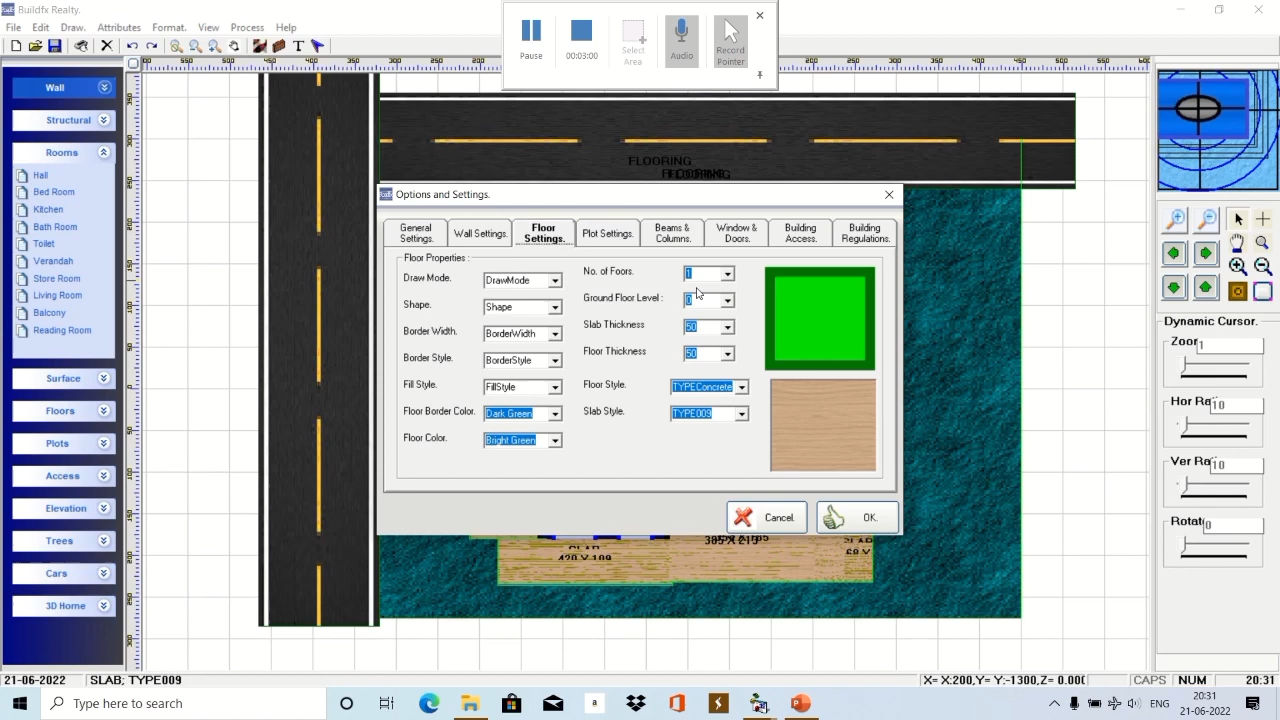 Buildfx Realty.
File Edit Draw. Attributes Format. View Process Help
Pause
00:03:00
Select Area
Audio
Record Pointer
Wall
Structural
Rooms
Hall
Bed Room
Kitchen
Bath Room
Toilet
Verandah
Store Room
Living Room
Balcony
Reading Room
Surface
Floors
Plots
Access
Elevation
Trees
Cars
3D Home
FLOORING
Options and Settings.
General Settings.
Wall Settings.
Floor Settings.
Plot Settings.
Beams & Columns.
Window & Doors.
Building Access.
Building Regulations.
Floor Properties :
Draw Mode. DrawMode
Shape. Shape
Border Width. BorderWidth
Border Style. BorderStyle
Fill Style. FillStyle
Floor Border Color. Dark Green
Floor Color. Bright Green
No. of Foors. 1
Ground Floor Level : 0
Slab Thickness 50
Floor Thickness 50
Floor Style. TYPEConcrete
Slab Style. TYPE009
Cancel.
OK.
SLAB
420 X 199
Dynamic Cursor.
Zoor 1
Hor Ra 10
Ver Ra 10
Rotat 0
21-06-2022 SLAB; TYPE009 X= X:200,Y= Y:-1300,Z= 0.000 CAPS NUM 20:31
Type here to search
20:31
21-06-2022